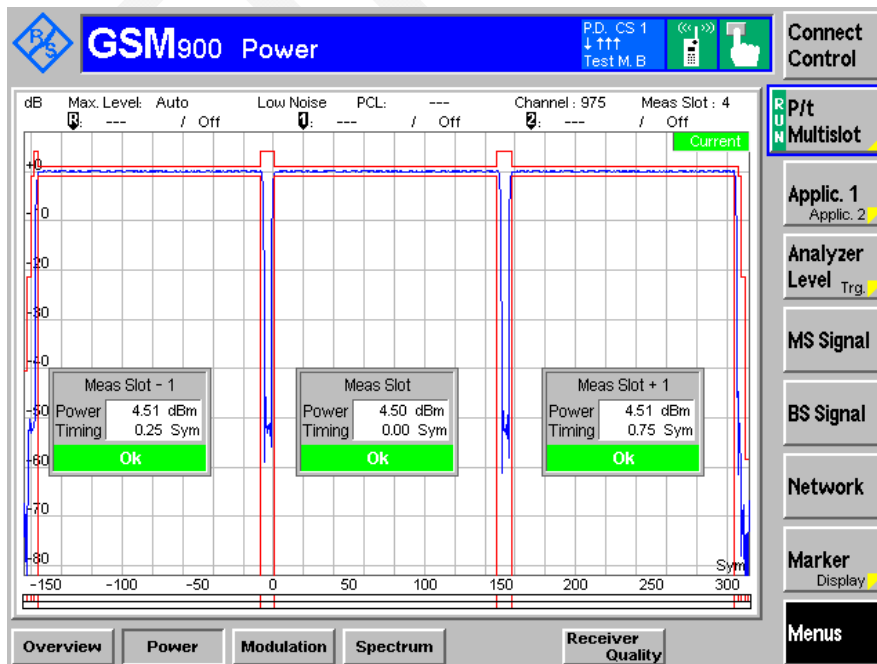 R S
GSM900 Power
P.D. CS 1
↓ ↑↑↑
Test M. B
Connect
Control
dB Max. Level: Auto Low Noise PCL: --- Channel : 975 Meas Slot : 4
R: --- / Off 1: --- / Off 2: --- / Off
Current
RUN
P/t
Multislot
Applic. 1
Applic. 2
Analyzer
Level Trg.
MS Signal
BS Signal
Network
Marker
Display
Menus
+0
-10
-20
-30
-40
-50
-60
-70
-80
Meas Slot - 1
Power 4.51 dBm
Timing 0.25 Sym
Ok
Meas Slot
Power 4.50 dBm
Timing 0.00 Sym
Ok
Meas Slot + 1
Power 4.51 dBm
Timing 0.75 Sym
Ok
Sym
-150 -100 -50 0 50 100 150 200 250 300
Overview Power Modulation Spectrum Receiver
Quality